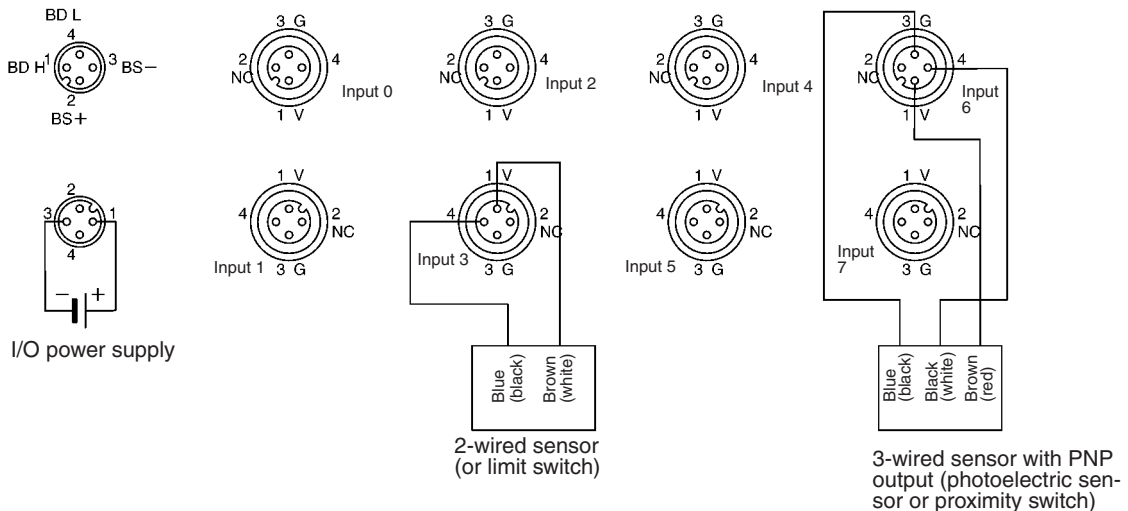 BD L
4
BD H 1
3 BS−
2
BS+
3 G
2
NC
4
Input 0
1 V
3 G
2
NC
4
Input 2
1 V
3 G
2
NC
4
Input 4
1 V
3 G
2
NC
4
Input
6
1 V
2
3
1
4
− +
I/O power supply
1 V
4
2
NC
Input 1
3 G
1 V
4
2
NC
Input 3
3 G
1 V
4
2
NC
Input 5
3 G
1 V
4
2
NC
Input
7
3 G
Blue
(black)
Brown
(white)
2-wired sensor
(or limit switch)
Blue
(black)
Black
(white)
Brown
(red)
3-wired sensor with PNP
output (photoelectric sen-
sor or proximity switch)